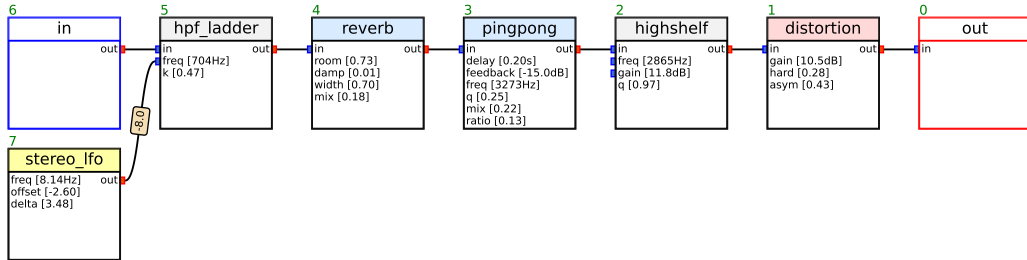 6
in
out
5
hpf_ladder
in
out
freq [704Hz]
k [0.47]
4
reverb
in
out
room [0.73]
damp [0.01]
width [0.70]
mix [0.18]
3
pingpong
in
out
delay [0.20s]
feedback [-15.0dB]
freq [3273Hz]
q [0.25]
mix [0.22]
ratio [0.13]
2
highshelf
in
out
freq [2865Hz]
gain [11.8dB]
q [0.97]
1
distortion
in
out
gain [10.5dB]
hard [0.28]
asym [0.43]
0
out
in
-8.0
7
stereo_lfo
freq [8.14Hz]
out
offset [-2.60]
delta [3.48]